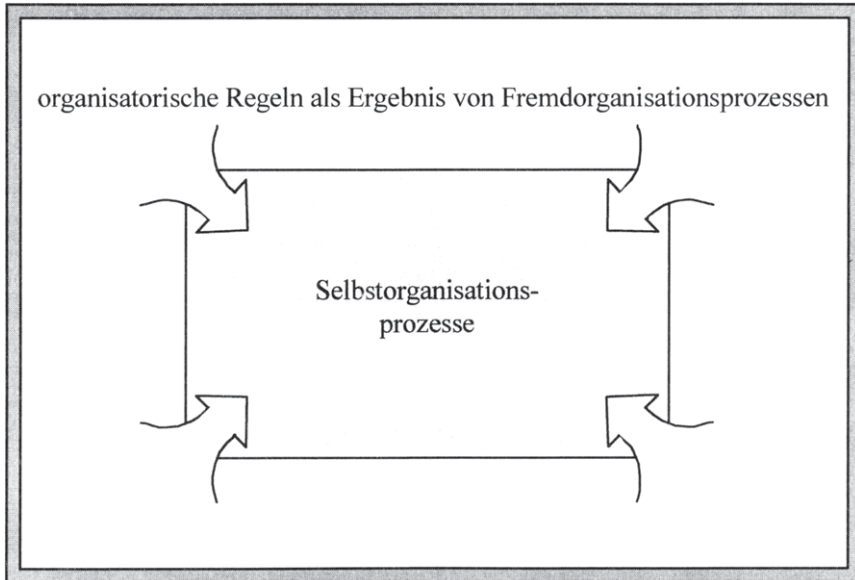 organisatorische Regeln als Ergebnis von Fremdorganisationsprozessen
Selbstorganisations-
prozesse